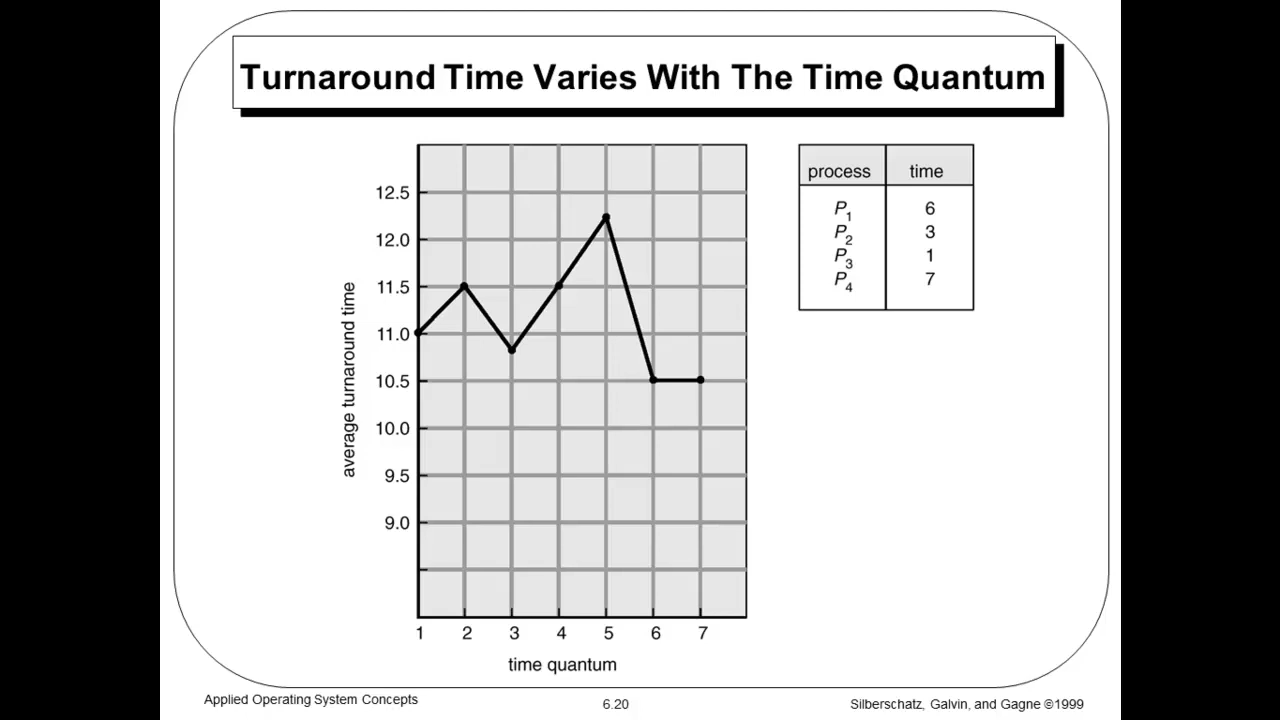 Turnaround Time Varies With The Time Quantum
12.5
12.0
11.5
11.0
10.5
10.0
9.5
9.0
average turnaround time
1 2 3 4 5 6 7
time quantum
process time
P1 6
P2 3
P3 1
P4 7
Applied Operating System Concepts
6.20
Silberschatz, Galvin, and Gagne ©1999